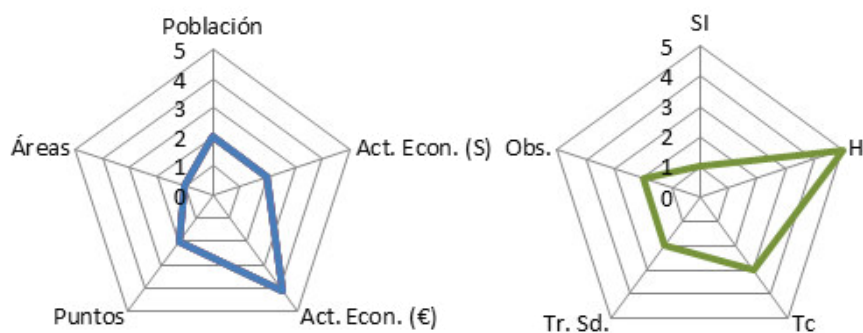 Población
5
4
3
2
1
0
Act. Econ. (S)
Act. Econ. (€)
Puntos
Áreas
SI
5
4
3
2
1
0
H
Tc
Tr. Sd.
Obs.